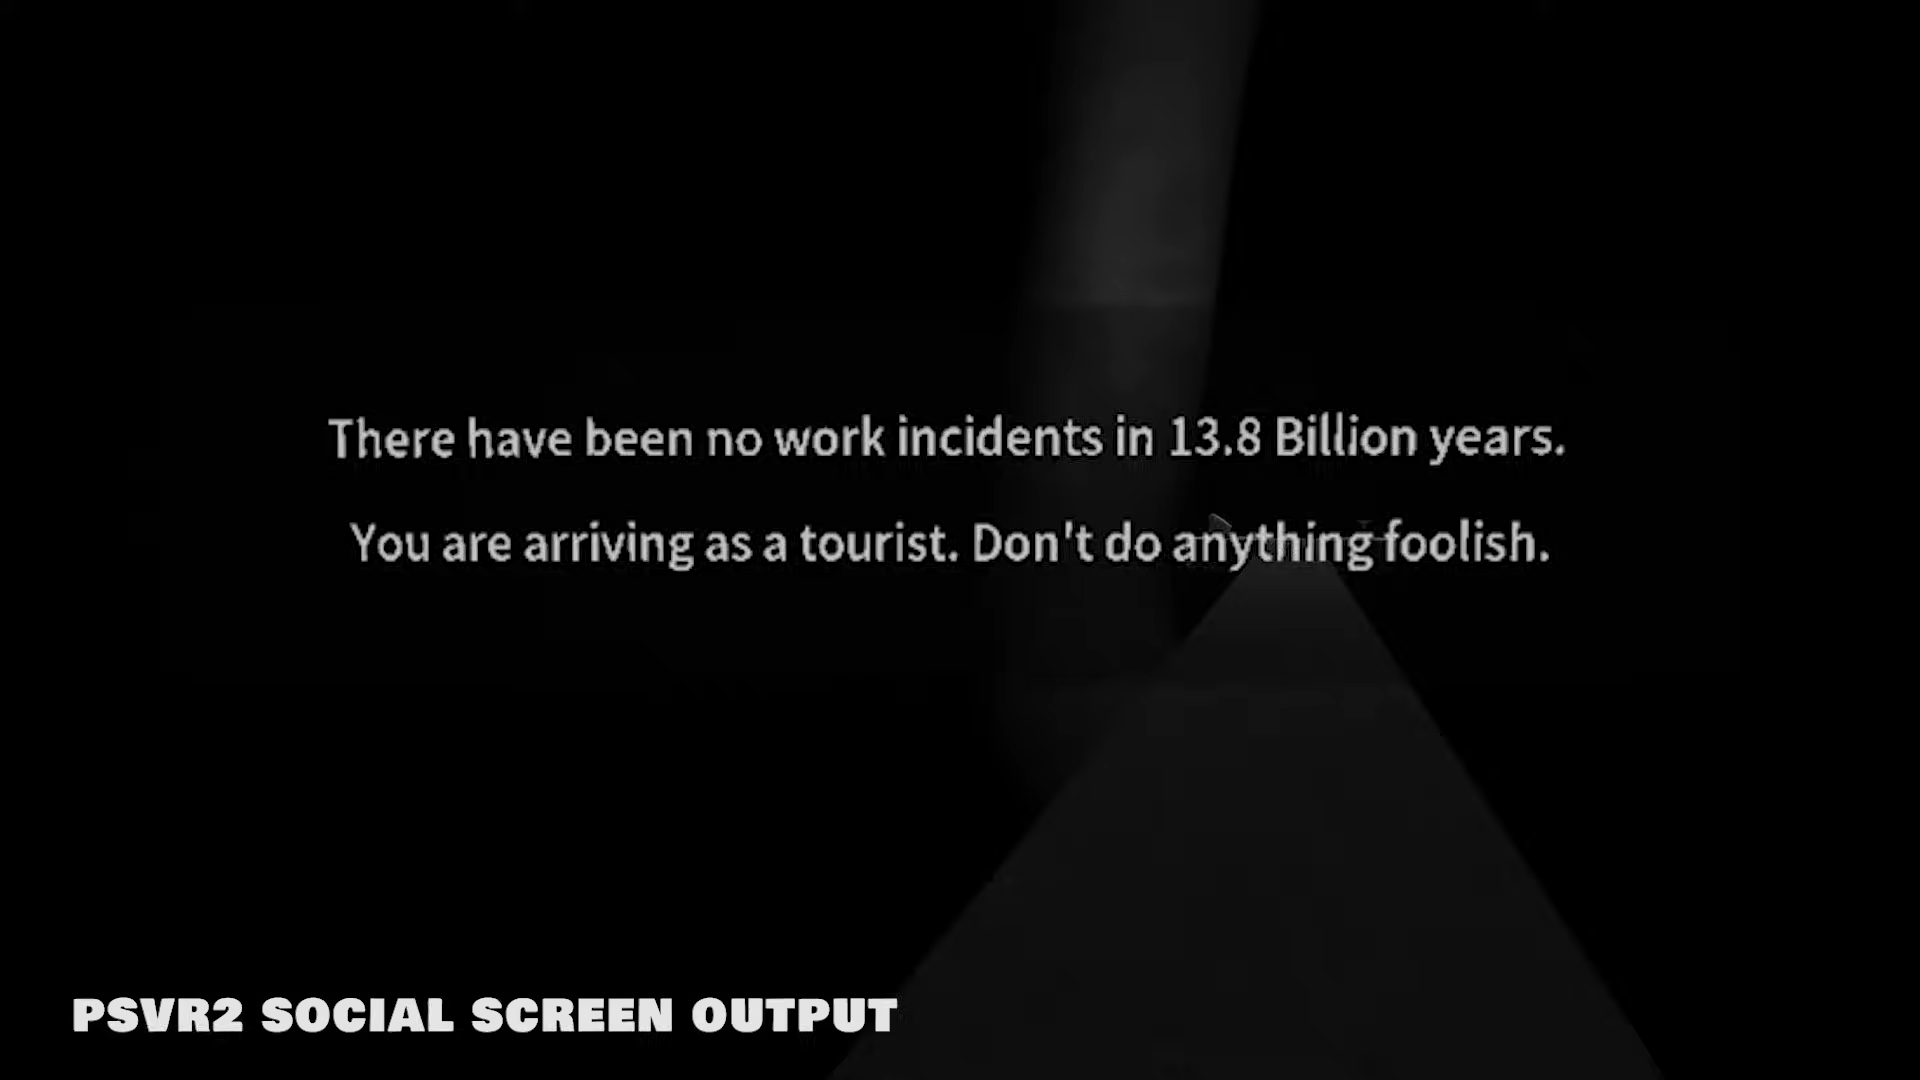 There have been no work incidents in 13.8 Billion years.
You are arriving as a tourist. Don't do anything foolish.
PSVR2 SOCIAL SCREEN OUTPUT